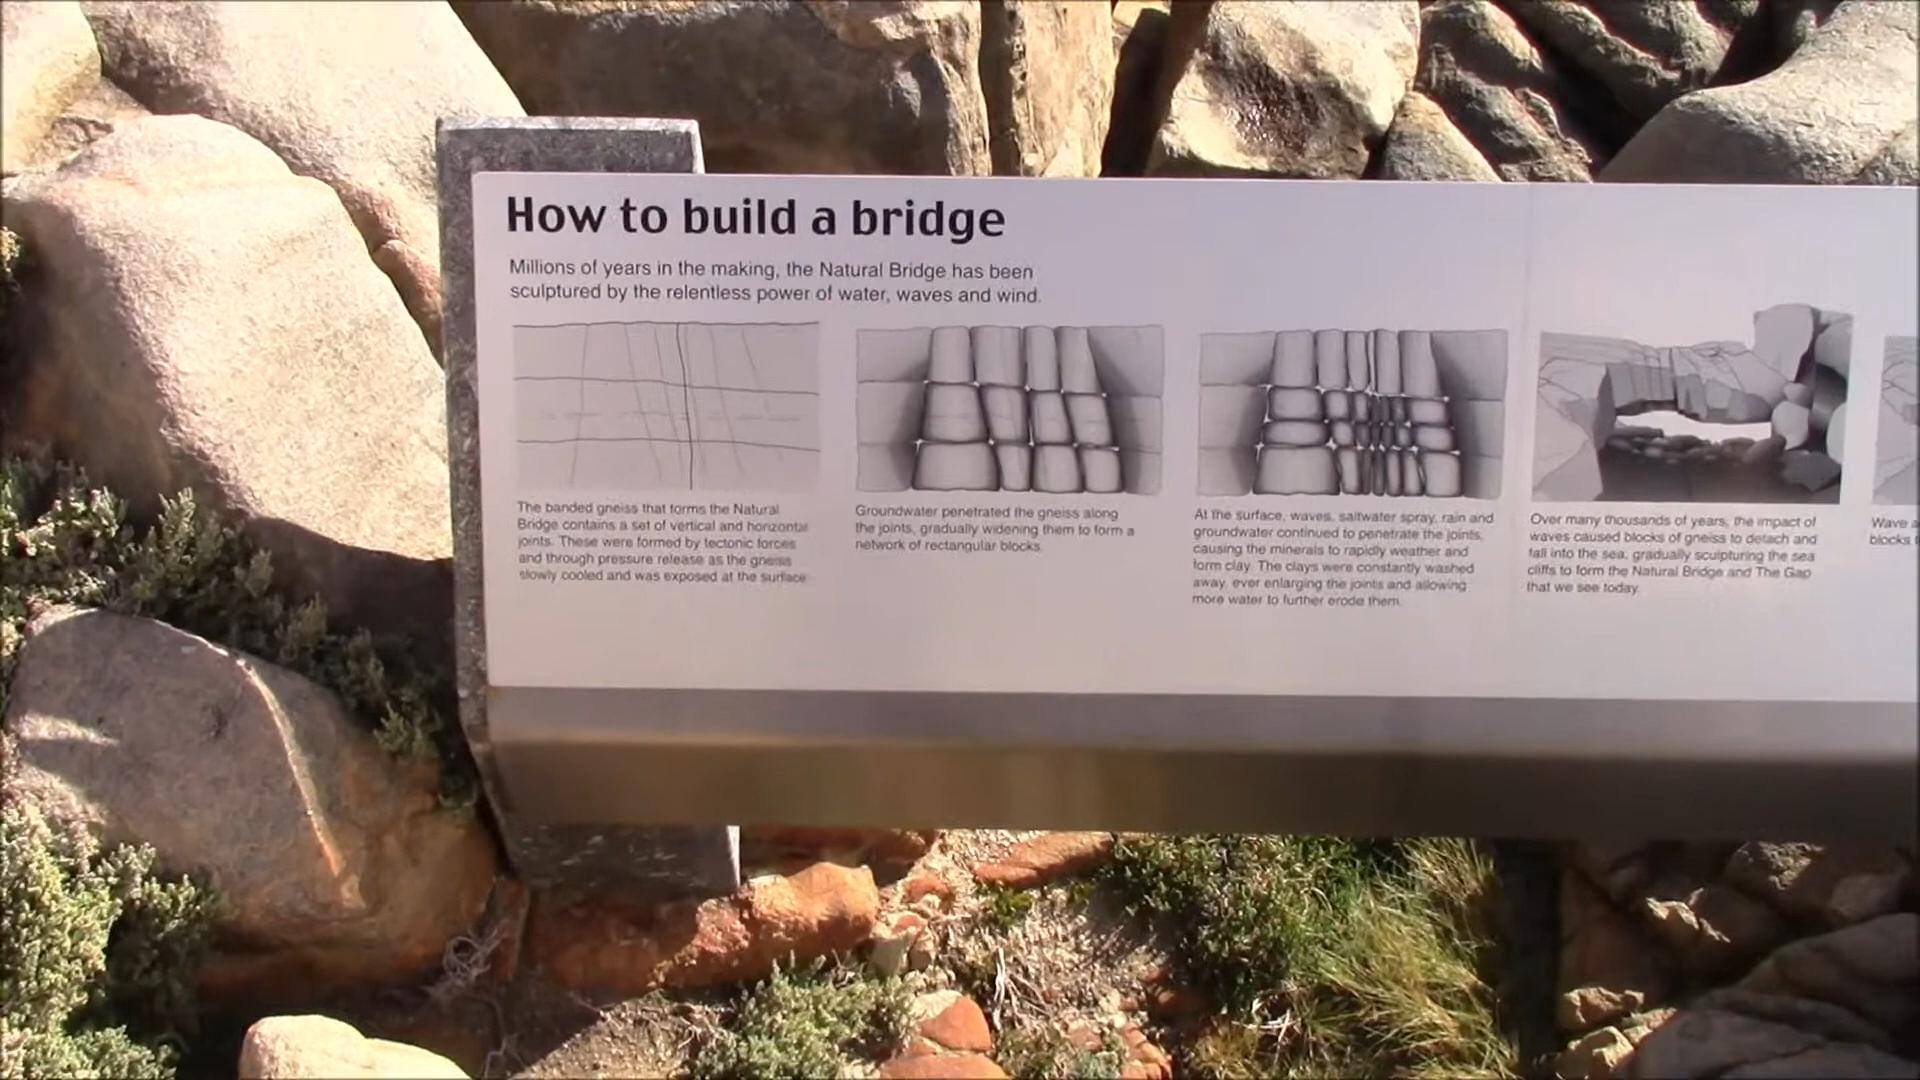 How to build a bridge
Millions of years in the making, the Natural Bridge has been
sculptured by the relentless power of water, waves and wind.
The banded gneiss that forms the Natural
Bridge contains a set of vertical and horizontal
joints. These were formed by tectonic forces
and through pressure release as the gneiss
slowly cooled and was exposed at the surface.
Groundwater penetrated the gneiss along
the joints, gradually widening them to form a
network of rectangular blocks.
At the surface, waves, saltwater spray, rain and
groundwater continued to penetrate the joints,
causing the minerals to rapidly weather and
form clay. The clays were constantly washed
away, ever enlarging the joints and allowing
more water to further erode them.
Over many thousands of years, the impact of
waves caused blocks of gneiss to detach and
fall into the sea, gradually sculpturing the sea
cliffs to form the Natural Bridge and The Gap
that we see today.
Wave
blocks